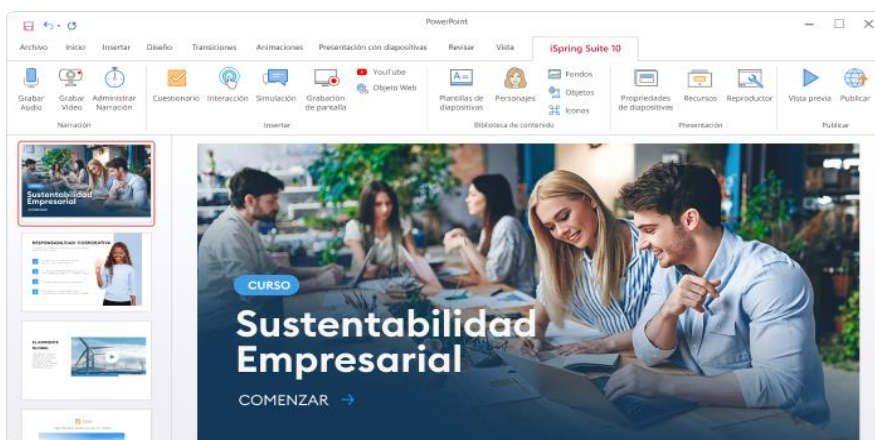 PowerPoint
Archivo Inicio Insertar Diseño Transiciones Animaciones Presentación con diapositivas Revisar Vista iSpring Suite 10
Grabar Audio
Grabar Video
Administrar Narración
Cuestionario
Interacción
Simulación
Grabación de pantalla
YouTube
Objeto Web
Plantillas de diapositivas
Personajes
Fondos
Objetos
Iconos
Propiedades de diapositivas
Recursos
Reproductor
Vista previa
Publicar
Narración
Insertar
Biblioteca de contenido
Presentación
Publicar
Sustentabilidad
Empresarial
RESPONSABILIDAD CORPORATIVA
CURSO
Sustentabilidad
Empresarial
COMENZAR →